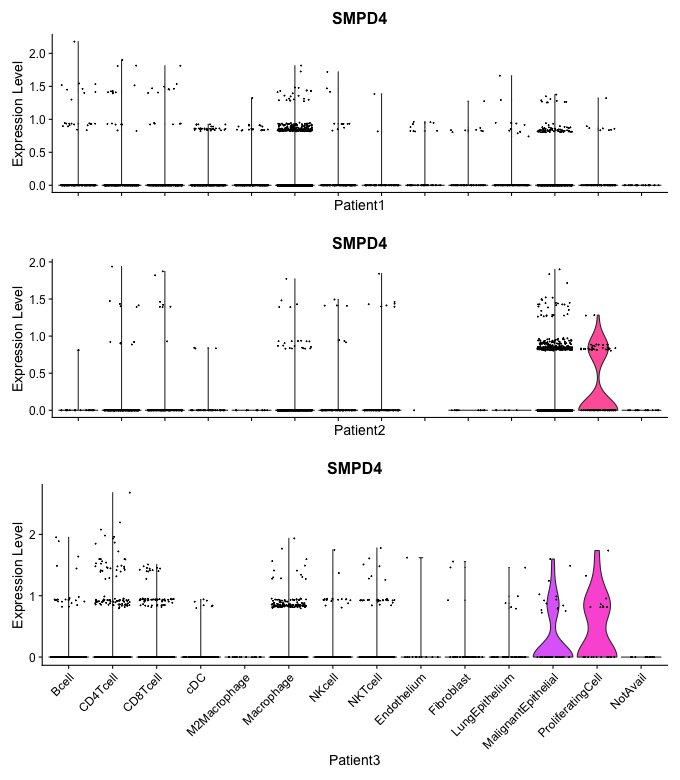 SMPD4
Expression Level
2.0
1.5
1.0
0.5
0.0
Patient1
SMPD4
Expression Level
2.0
1.5
1.0
0.5
0.0
Patient2
SMPD4
Expression Level
2
1
0
Bcell
CD4Tcell
CD8Tcell
cDC
M2Macrophage
Macrophage
NKcell
NKTcell
Endothelium
Fibroblast
LungEpithelium
MalignantEpithelial
ProliferatingCell
NotAvail
Patient3